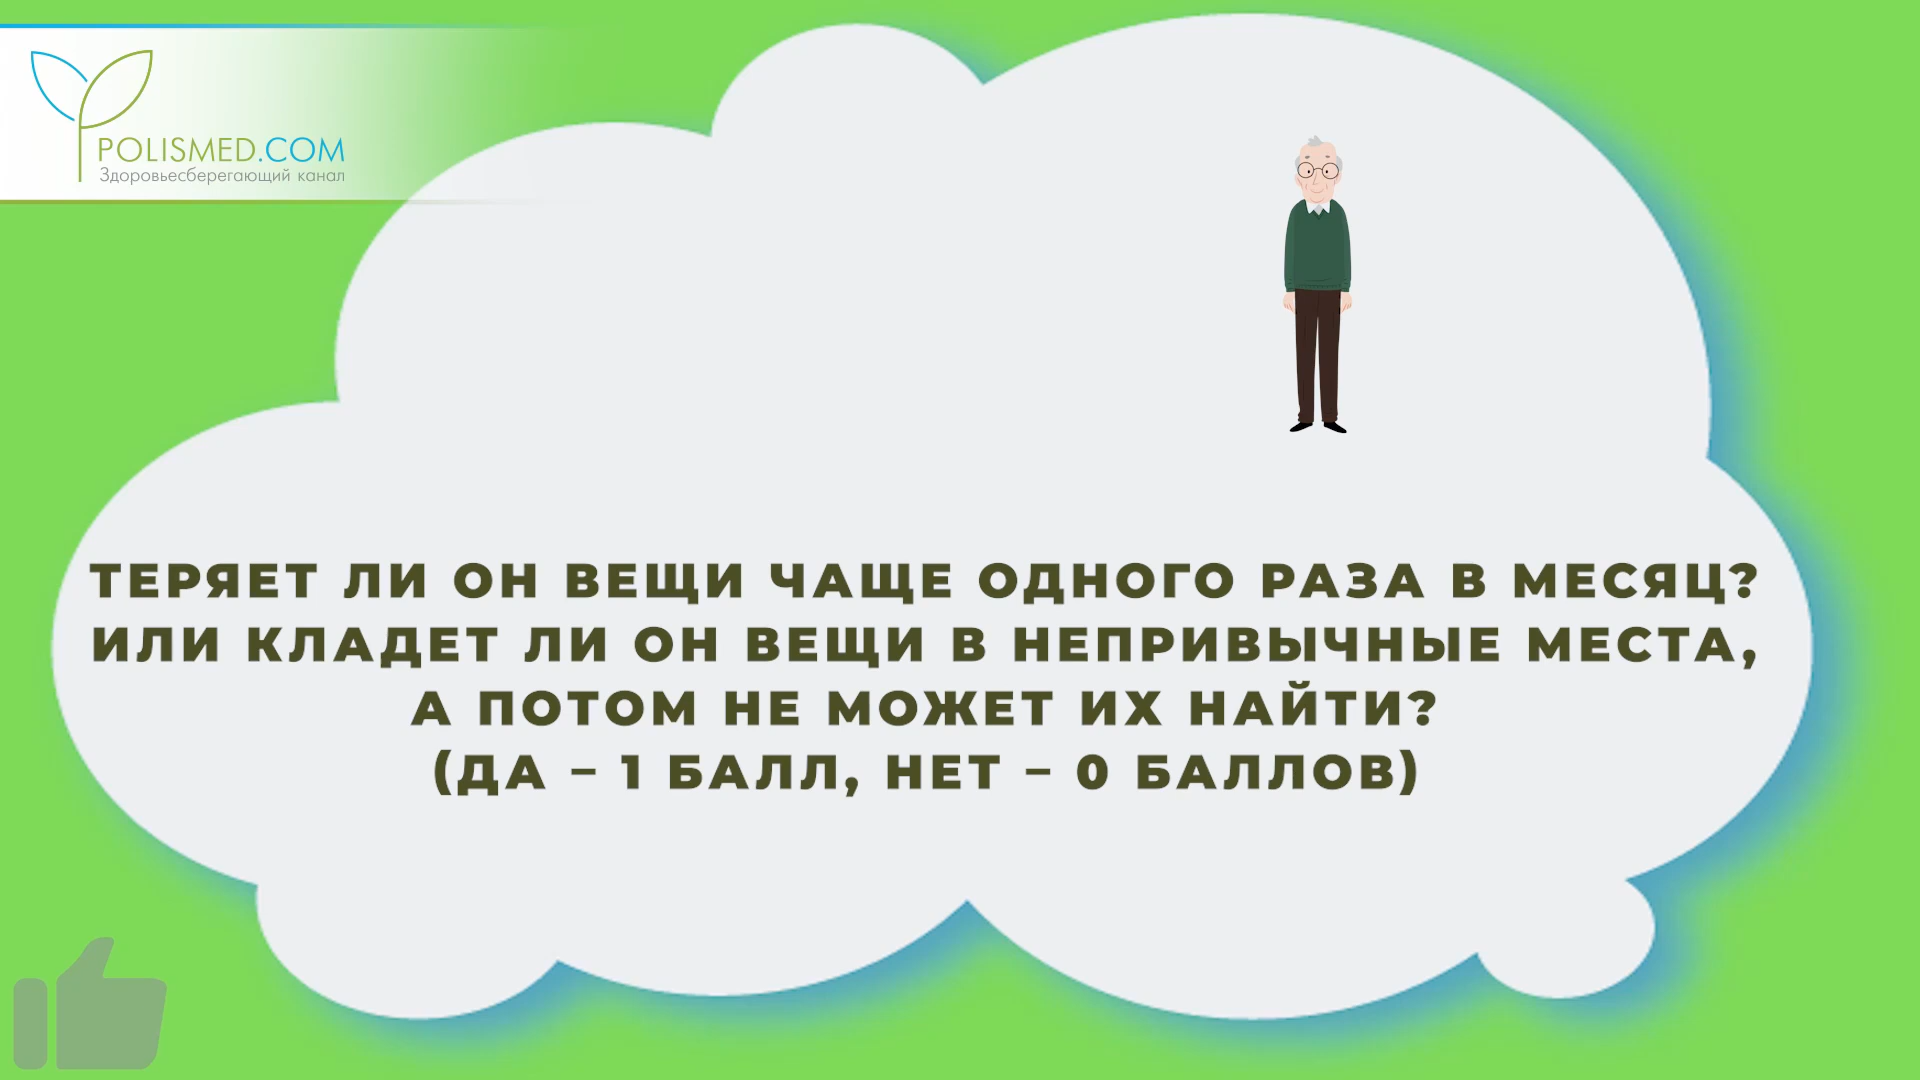 POLISMED.COM
Здоровьесберегающий канал
ТЕРЯЕТ ЛИ ОН ВЕЩИ ЧАЩЕ ОДНОГО РАЗА В МЕСЯЦ?
ИЛИ КЛАДЕТ ЛИ ОН ВЕЩИ В НЕПРИВЫЧНЫЕ МЕСТА,
А ПОТОМ НЕ МОЖЕТ ИХ НАЙТИ?
(ДА – 1 БАЛЛ, НЕТ – 0 БАЛЛОВ)